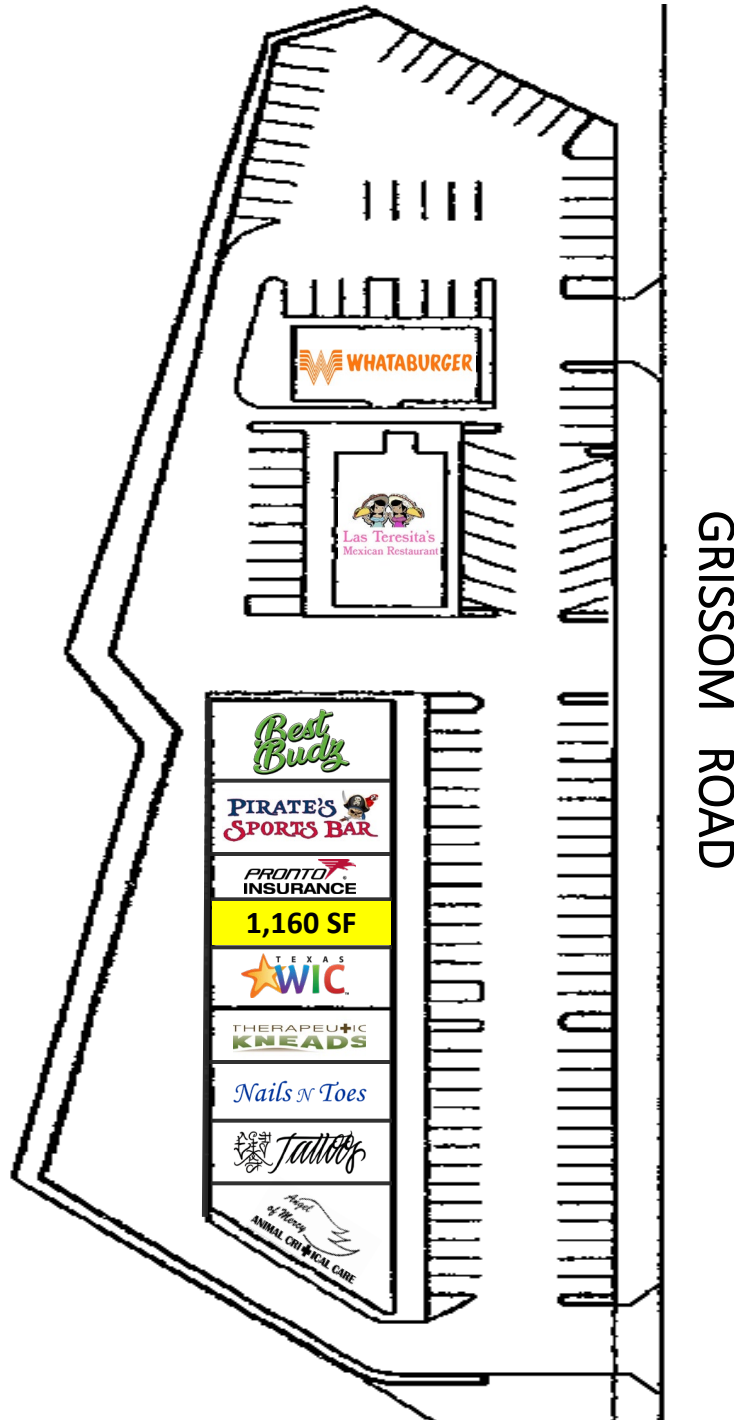 WHATABURGER
Las Teresita's
Mexican Restaurant
GRISSOM ROAD
Best
Budz
PIRATE'S
SPORTS BAR
PRONTO
INSURANCE
1,160 SF
TEXAS
WIC
THERAPEUTIC
KNEADS
Nails N Toes
Tattoos
Angel
of Mercy
ANIMAL CRITICAL CARE